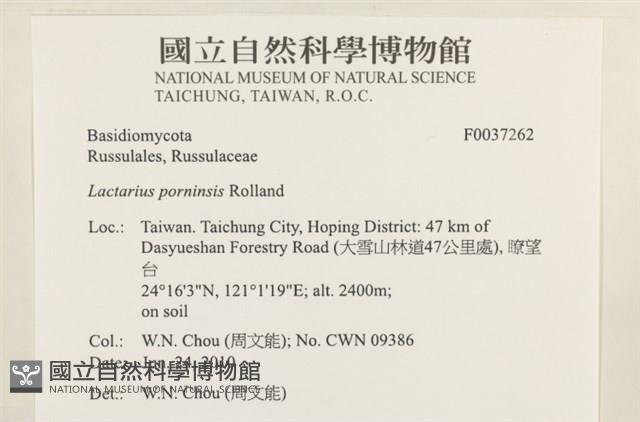 國立自然科學博物館
NATIONAL MUSEUM OF NATURAL SCIENCE
TAICHUNG, TAIWAN, R.O.C.
Basidiomycota F0037262
Russulales, Russulaceae
Lactarius porninsis Rolland
Loc.: Taiwan. Taichung City, Hoping District: 47 km of
Dasyueshan Forestry Road (大雪山林道47公里處), 瞭望
台
24°16'3"N, 121°1'19"E; alt. 2400m;
on soil
Col.: W.N. Chou (周文能); No. CWN 09386
Date: 24, 2010
國立自然科學博物館
NATIONAL MUSEUM OF NATURAL SCIENCE
Det.: W.N. Chou (周文能)